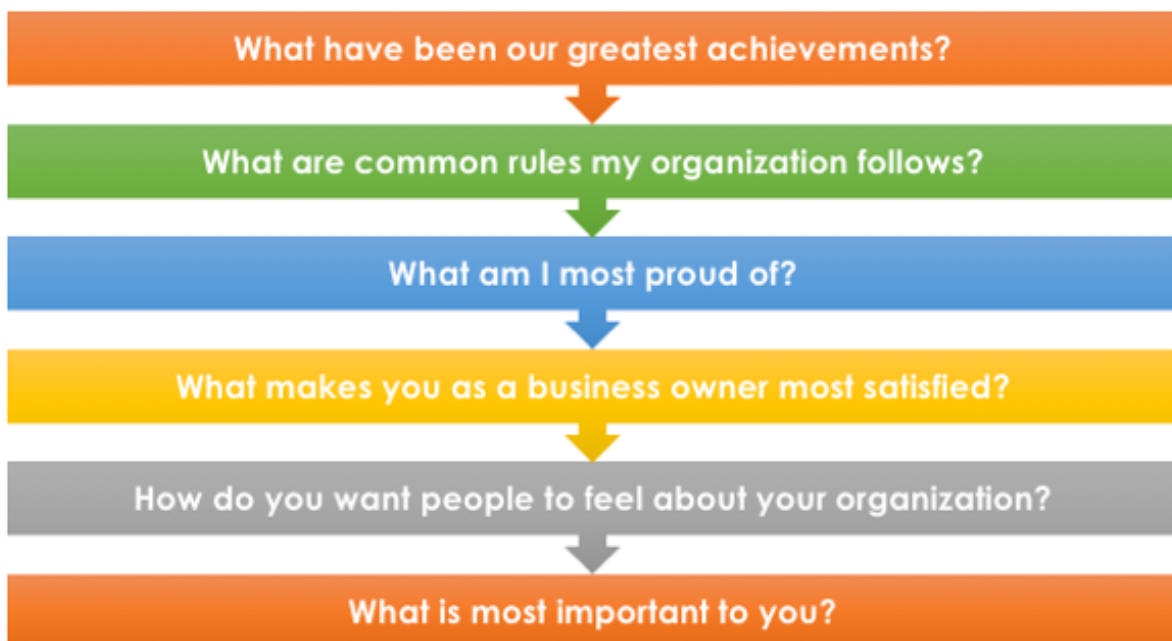 What have been our greatest achievements?
What are common rules my organization follows?
What am I most proud of?
What makes you as a business owner most satisfied?
How do you want people to feel about your organization?
What is most important to you?